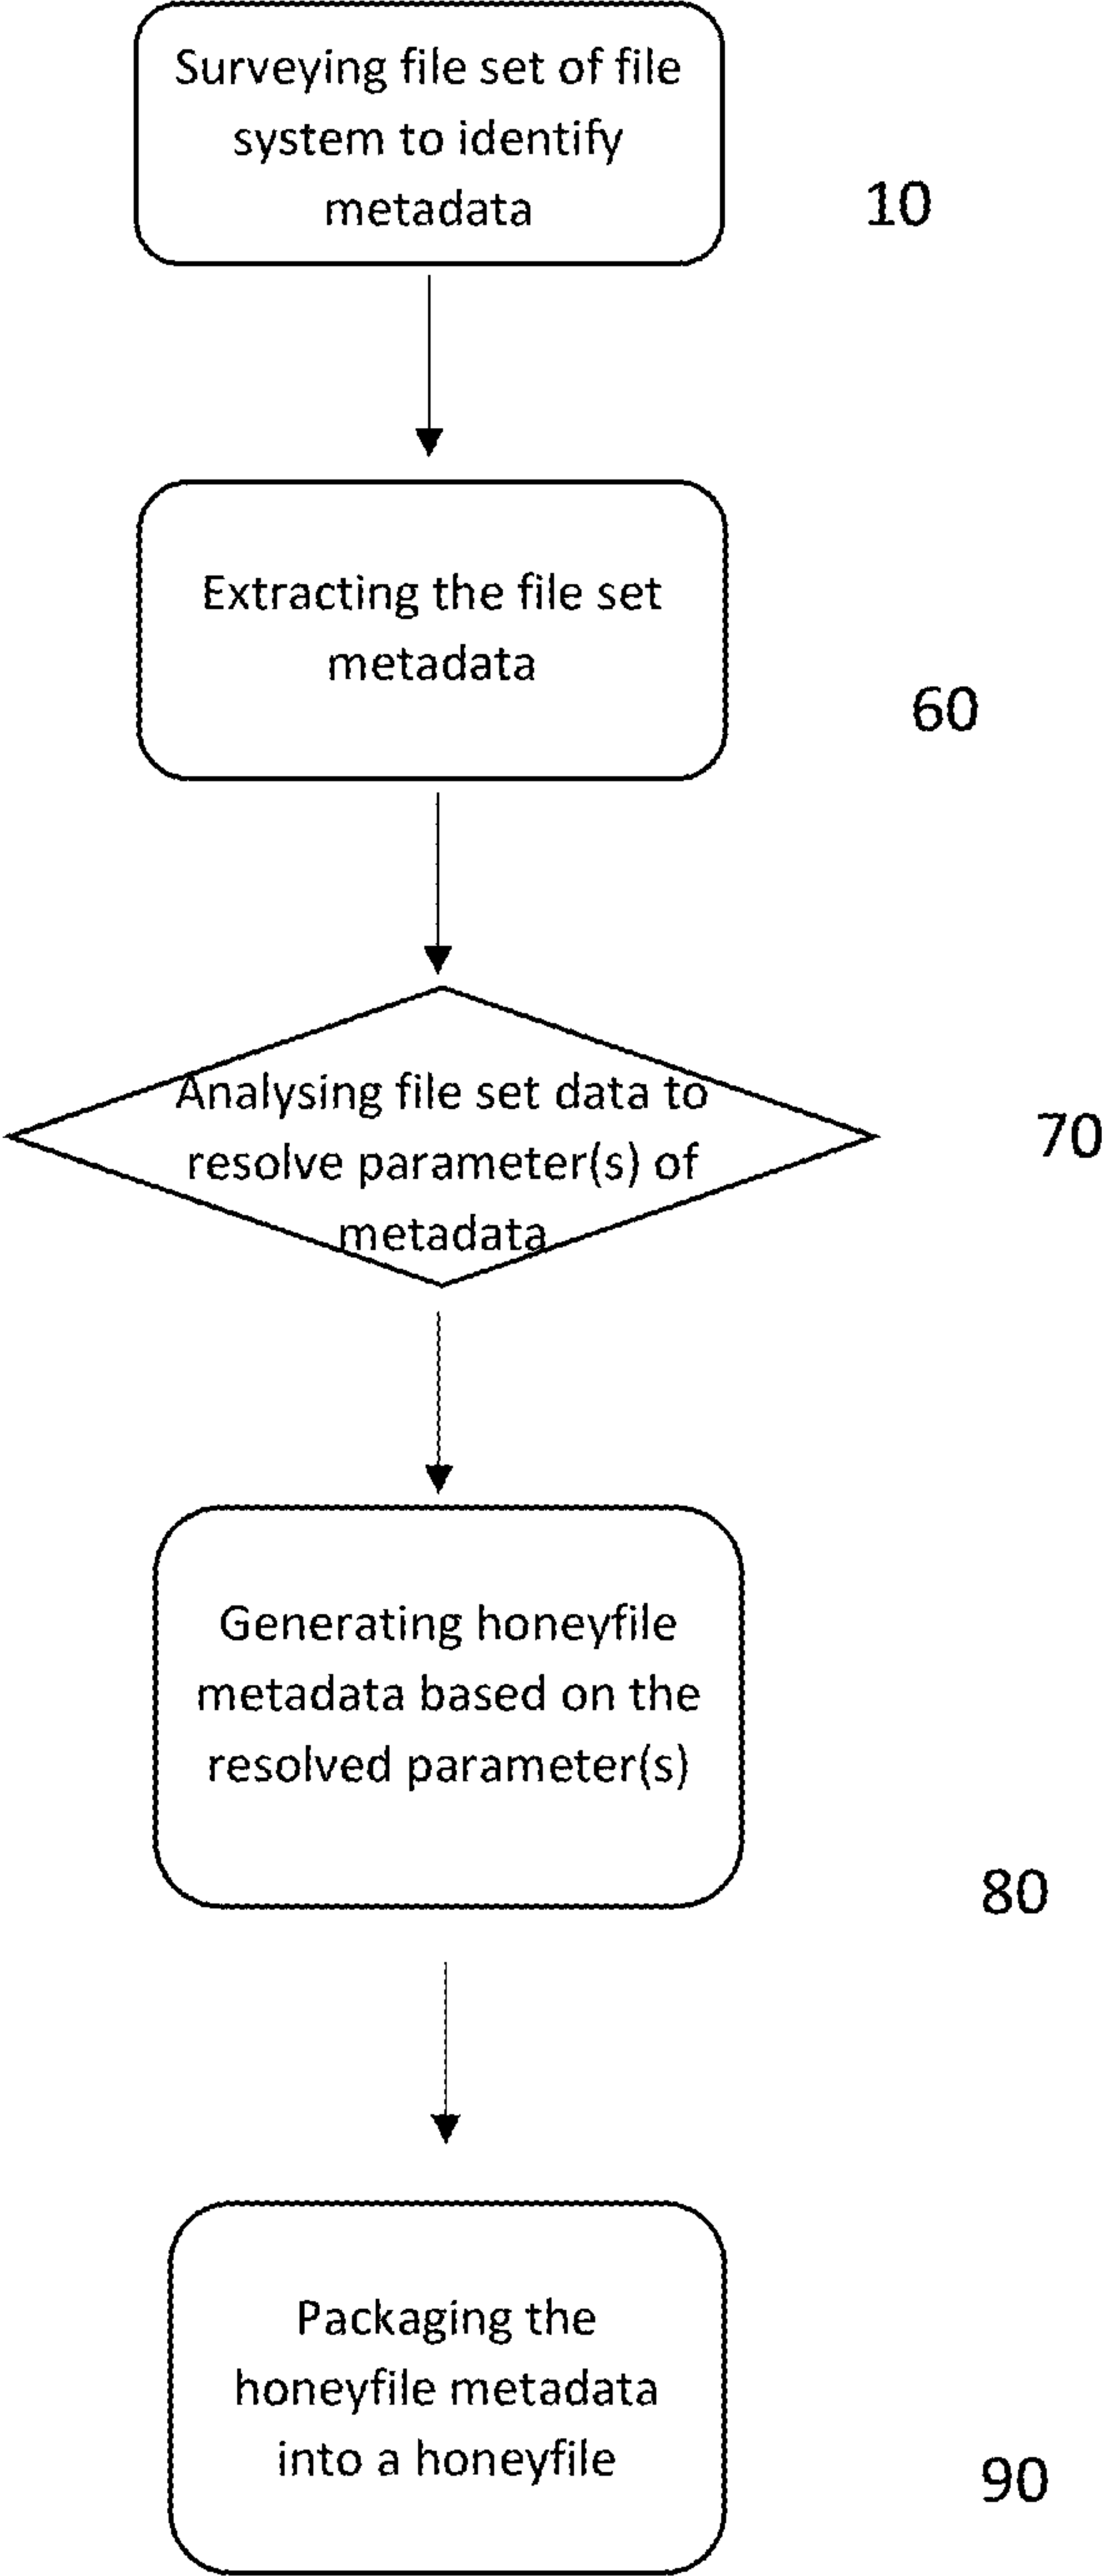 Surveying file set of file
system to identify
metadata
10
Extracting the file set
metadata
60
Analysing file set data to
resolve parameter(s) of
metadata
70
Generating honeyfile
metadata based on the
resolved parameter(s)
80
Packaging the
honeyfile metadata
into a honeyfile
90